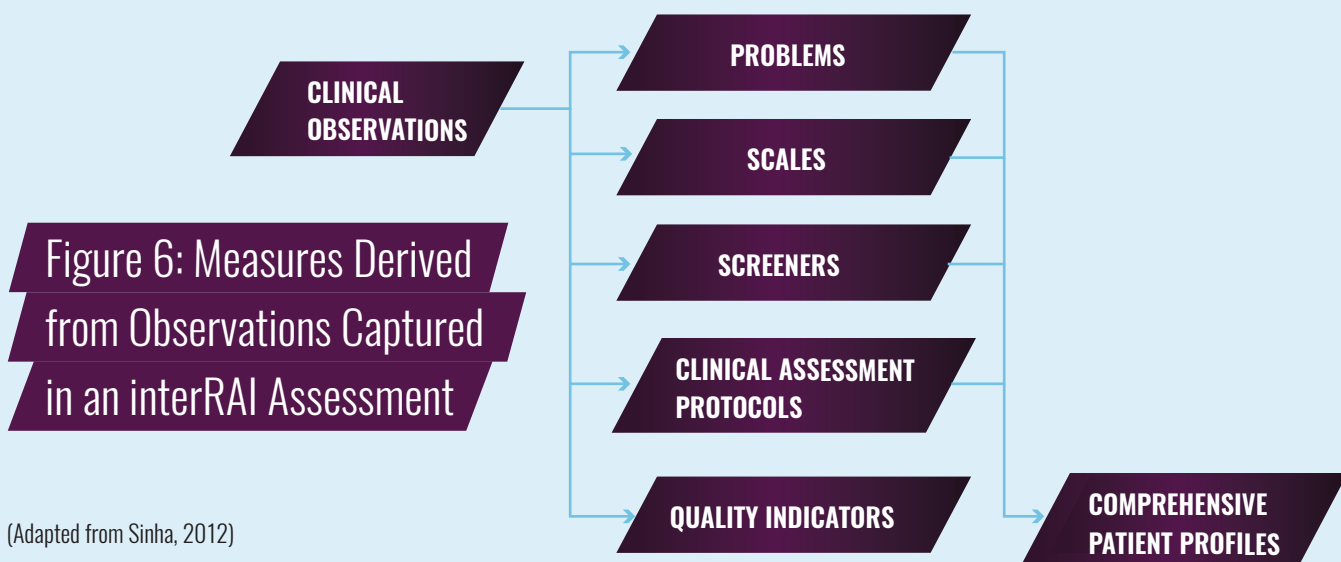 PROBLEMS
CLINICAL
OBSERVATIONS
SCALES
Figure 6: Measures Derived
from Observations Captured
in an interRAI Assessment
SCREENERS
CLINICAL ASSESSMENT
PROTOCOLS
QUALITY INDICATORS
COMPREHENSIVE
PATIENT PROFILES
(Adapted from Sinha, 2012)